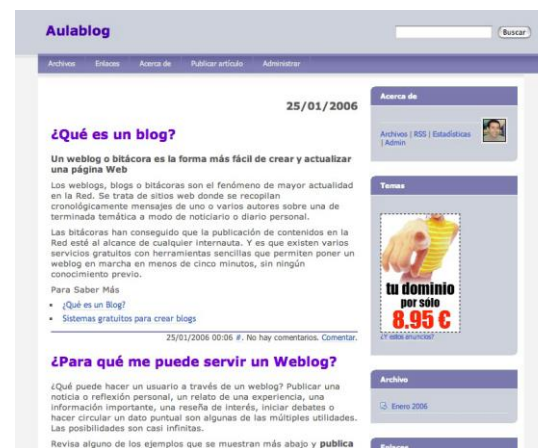 Aulablog
Buscar
Archivos Enlaces Acerca de Publicar artículo Administrar
25/01/2006
¿Qué es un blog?
Un weblog o bitácora es la forma más fácil de crear y actualizar
una página Web
Los weblogs, blogs o bitácoras son el fenómeno de mayor actualidad
en la Red. Se trata de sitios web donde se recopilan
cronológicamente mensajes de uno o varios autores sobre una de
terminada temática a modo de noticiario o diario personal.
Las bitácoras han conseguido que la publicación de contenidos en la
Red esté al alcance de cualquier internauta. Y es que existen varios
servicios gratuitos con herramientas sencillas que permiten poner un
weblog en marcha en menos de cinco minutos, sin ningún
conocimiento previo.
Para Saber Más
• ¿Qué es un Blog?
• Sistemas gratuitos para crear blogs
25/01/2006 00:06 #. No hay comentarios. Comentar.
¿Para qué me puede servir un Weblog?
¿Qué puede hacer un usuario a través de un weblog? Publicar una
noticia o reflexión personal, un relato de una experiencia, una
información importante, una reseña de interés, iniciar debates o
hacer circular un dato puntual son algunas de las múltiples utilidades.
Las posibilidades son casi infinitas.
Revisa alguno de los ejemplos que se muestran más abajo y publica
Acerca de
Archivos | RSS | Estadísticas
| Admin
Temas
tu dominio
por sólo
8.95 €
¿Y estos anuncios?
Archivo
Enero 2006
Enlaces